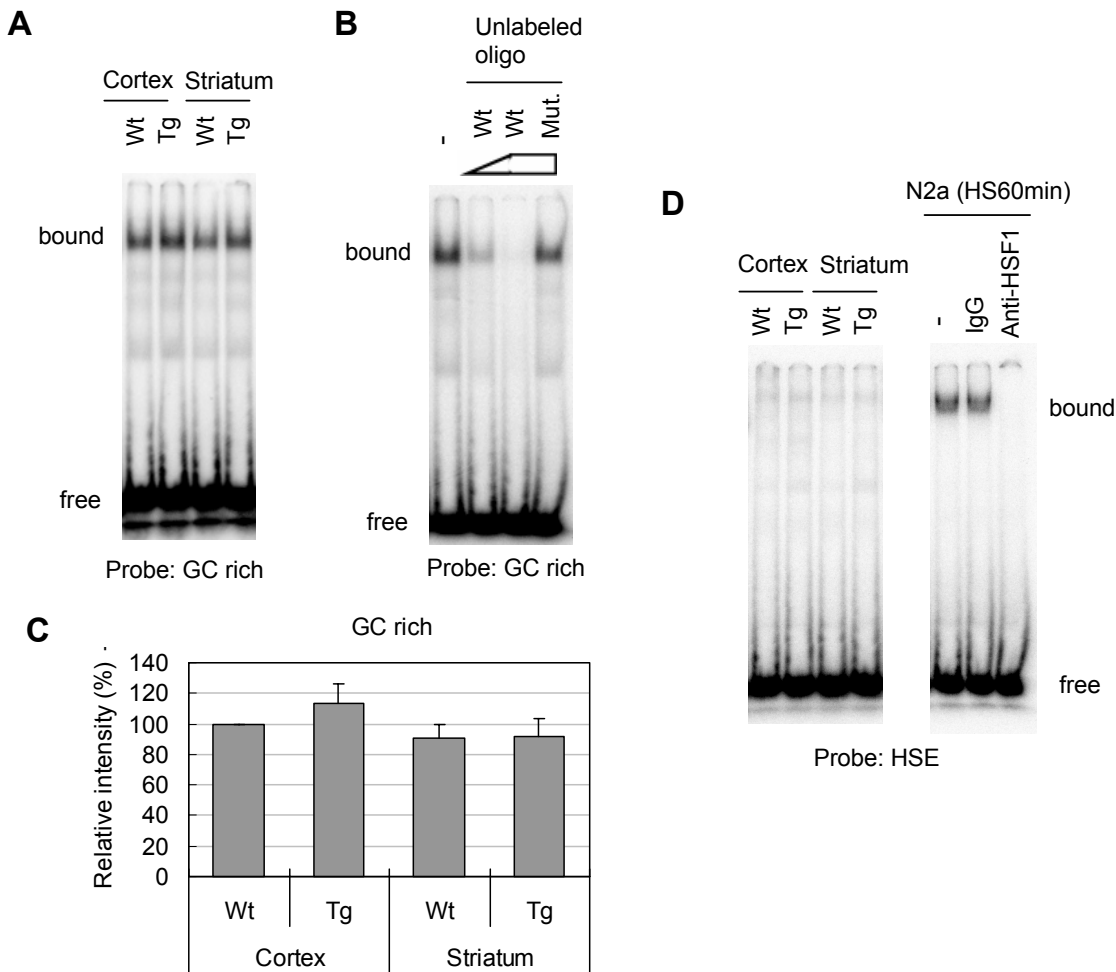 A
Cortex Striatum
Wt Tg Wt Tg
bound
free
Probe: GC rich
B
Unlabeled
oligo
- Wt Wt Mut.
bound
free
Probe: GC rich
C
GC rich
Relative intensity (%)
140
120
100
80
60
40
20
0
Wt Tg Wt Tg
Cortex Striatum
D
Cortex Striatum
Wt Tg Wt Tg
N2a (HS60min)
- IgG Anti-HSF1
bound
free
Probe: HSE